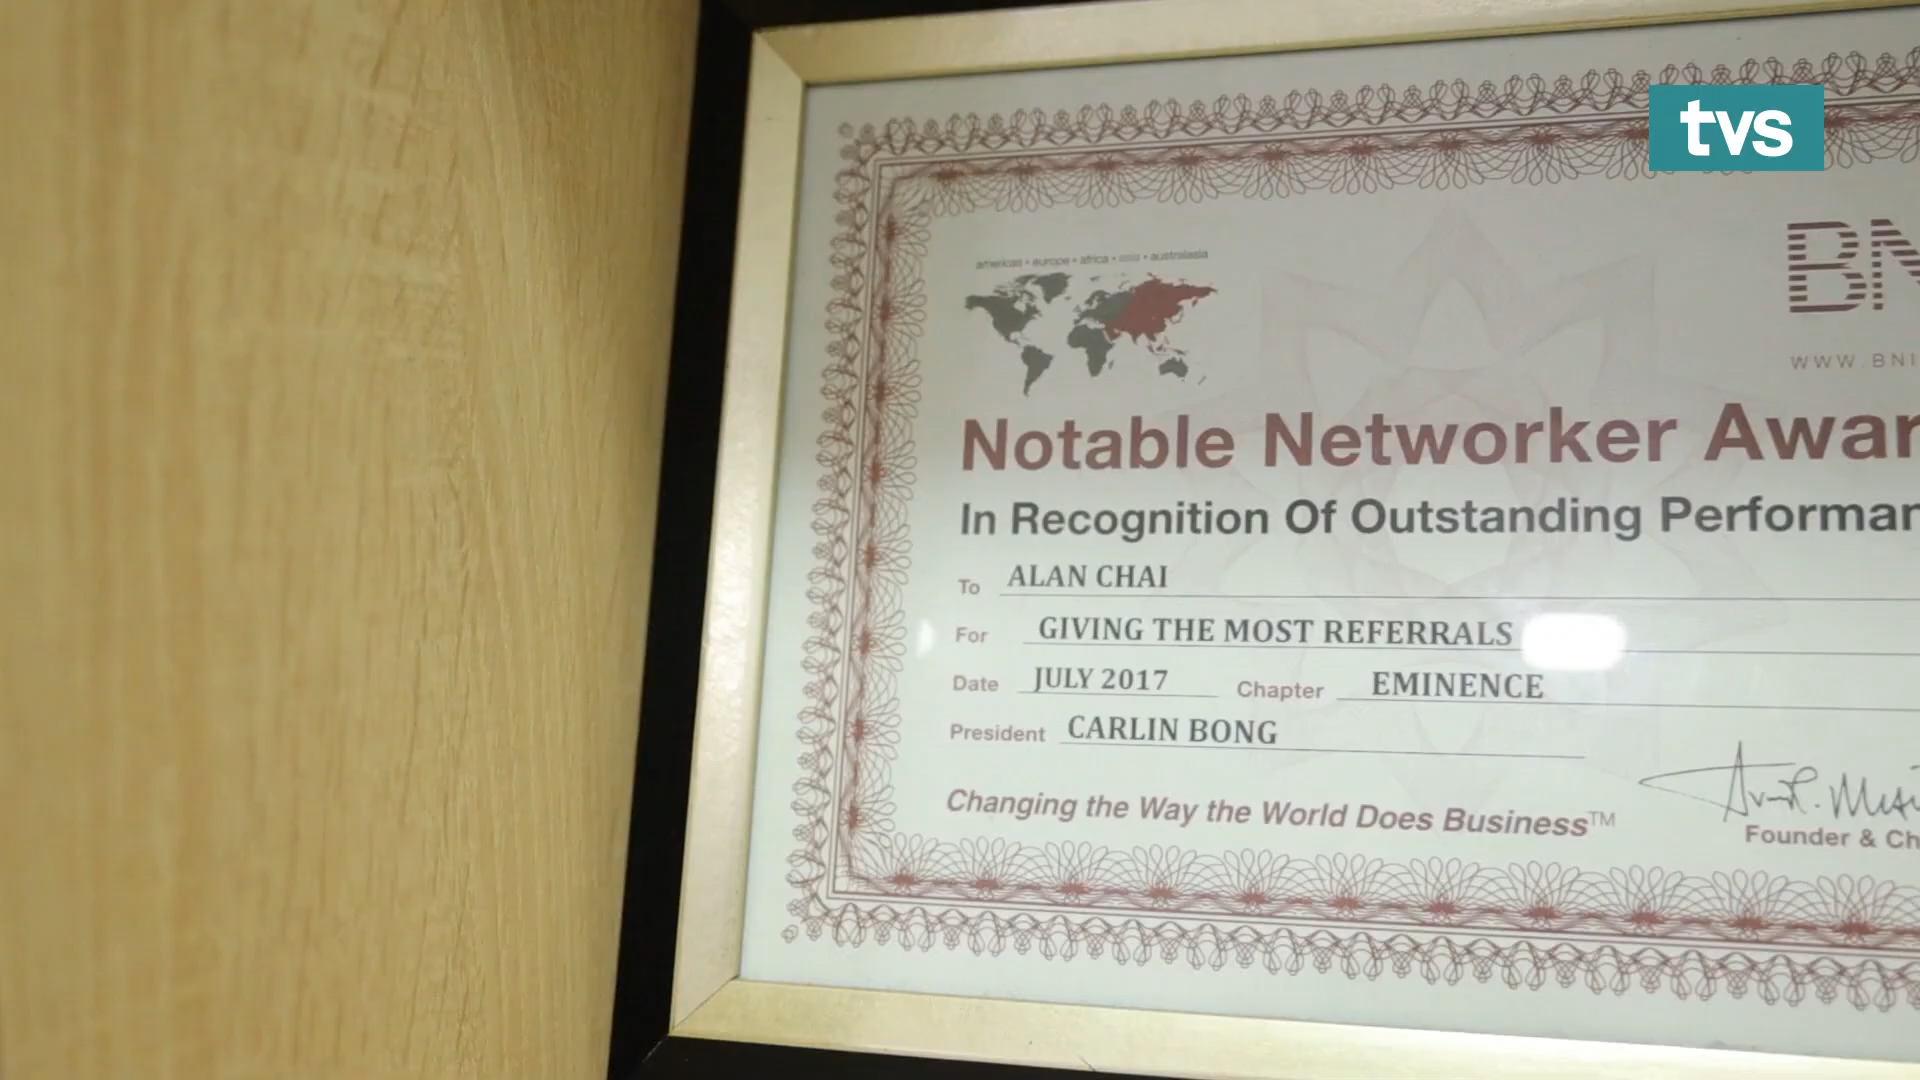 tvs
americas • europe • africa • asia • australasia
BN
WWW.BNI
Notable Networker Awar
In Recognition Of Outstanding Performan
To ALAN CHAI
For GIVING THE MOST REFERRALS
Date JULY 2017 Chapter EMINENCE
President CARLIN BONG
Changing the Way the World Does Business™
Founder & Ch